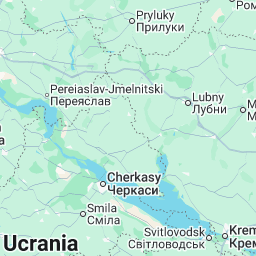 Pryluky
Прилуки
Pereiaslav-Jmelnitski
Переяслав
Lubny
Лубни
Cherkasy
Черкаси
Smila
Сміла
Svitlovodsk
Світловодськ
Ucrania